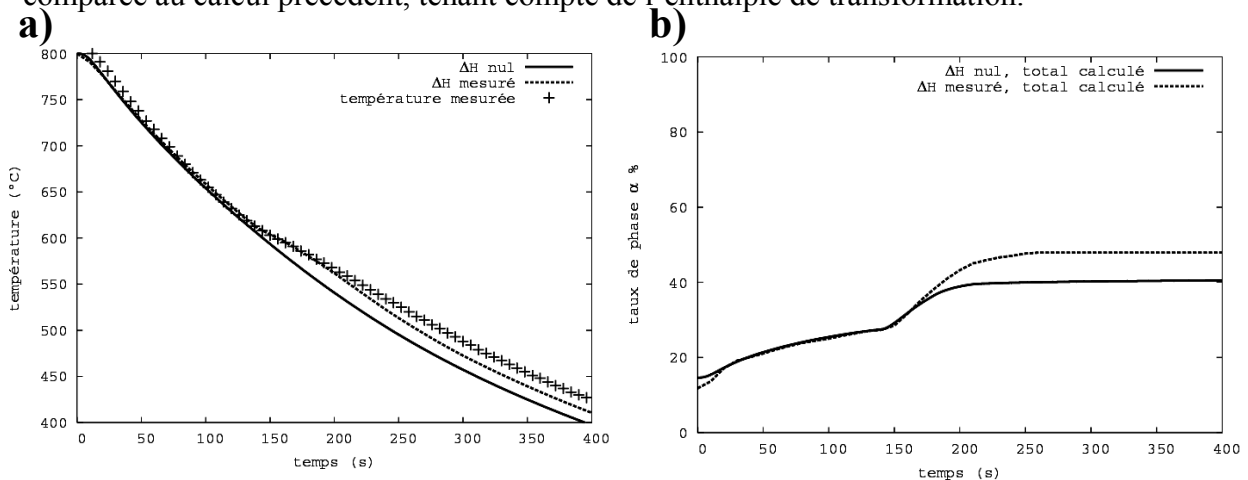 comparée au calcul précédent, tenant compte de l'enthalpie de transformation.
a)
800
750
700
650
600
550
500
450
400
0 50 100 150 200 250 300 350 400
température (°C)
temps (s)
ΔH nul
ΔH mesuré
température mesurée
b)
100
80
60
40
20
0
0 50 100 150 200 250 300 350 400
taux de phase α %
temps (s)
ΔH nul, total calculé
ΔH mesuré, total calculé